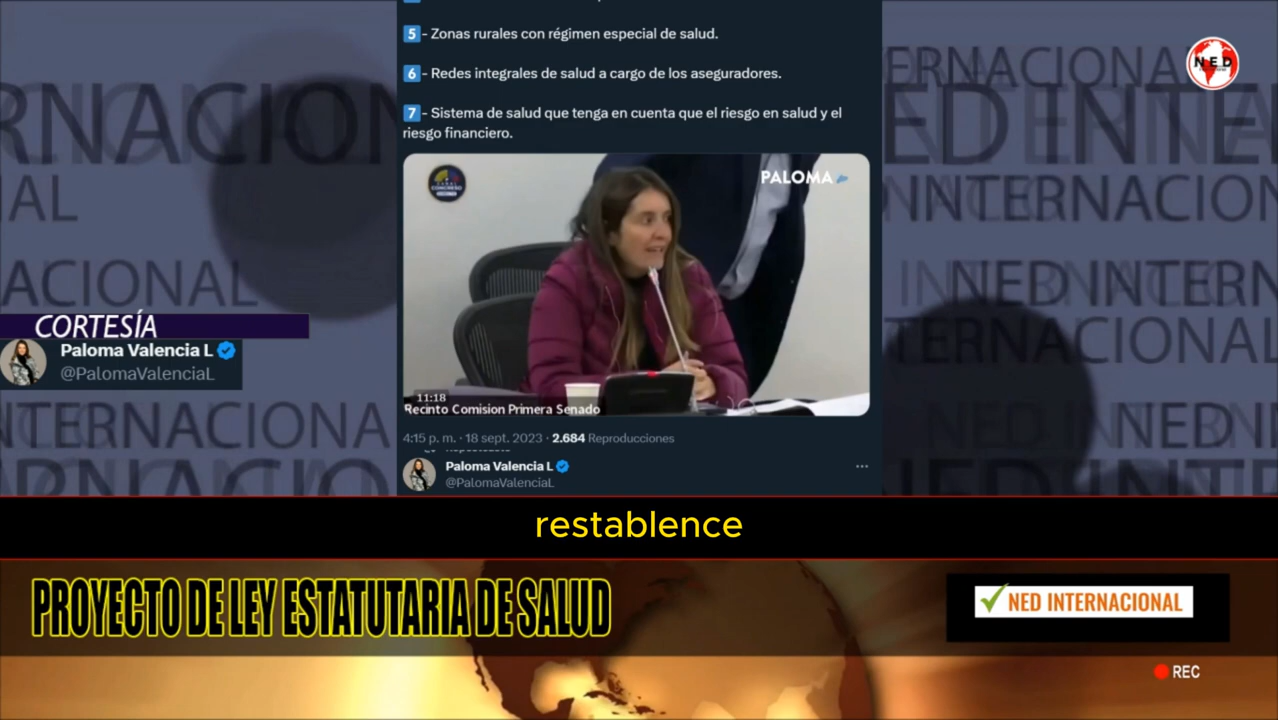 5 - Zonas rurales con régimen especial de salud.
6 - Redes integrales de salud a cargo de los aseguradores.
7 - Sistema de salud que tenga en cuenta que el riesgo en salud y el
riesgo financiero.
NED
PALOMA
CORTESÍA
Paloma Valencia L
@PalomaValenciaL
11:18
Recinto Comision Primera Senado
4:15 p. m. · 18 sept. 2023 · 2.684 Reproducciones
Paloma Valencia L
@PalomaValenciaL
restablence
PROYECTO DE LEY ESTATUTARIA DE SALUD
NED INTERNACIONAL
REC